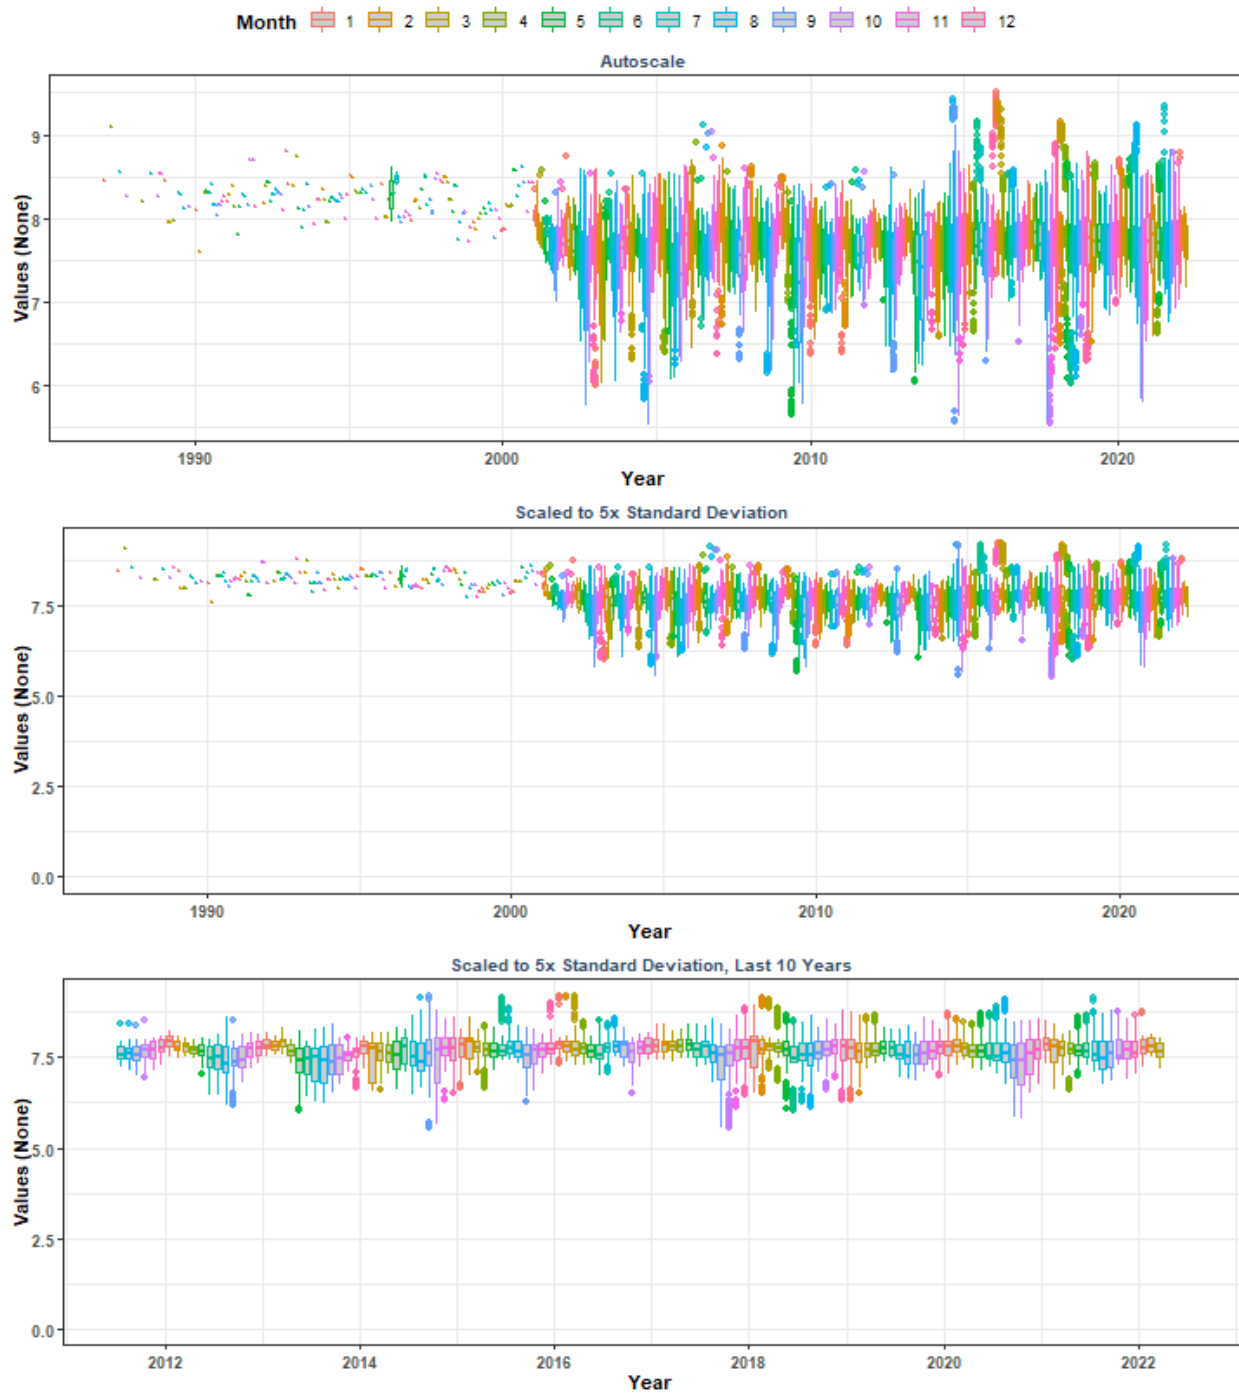 Month 1 2 3 4 5 6 7 8 9 10 11 12
Autoscale
Values (None)
9
8
7
6
1990 2000 2010 2020
Year
Scaled to 5x Standard Deviation
Values (None)
7.5
5.0
2.5
0.0
1990 2000 2010 2020
Year
Scaled to 5x Standard Deviation, Last 10 Years
Values (None)
7.5
5.0
2.5
0.0
2012 2014 2016 2018 2020 2022
Year